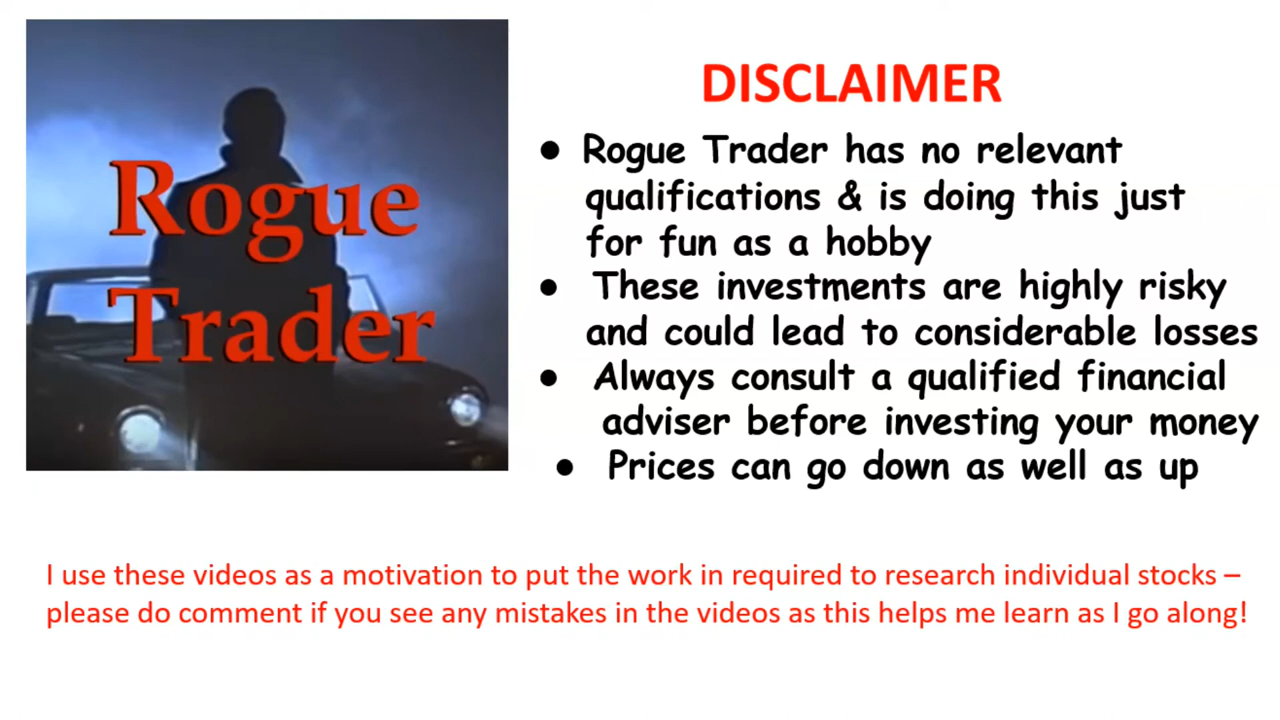 Rogue
Trader
DISCLAIMER
● Rogue Trader has no relevant
qualifications & is doing this just
for fun as a hobby
● These investments are highly risky
and could lead to considerable losses
● Always consult a qualified financial
adviser before investing your money
● Prices can go down as well as up
I use these videos as a motivation to put the work in required to research individual stocks –
please do comment if you see any mistakes in the videos as this helps me learn as I go along!